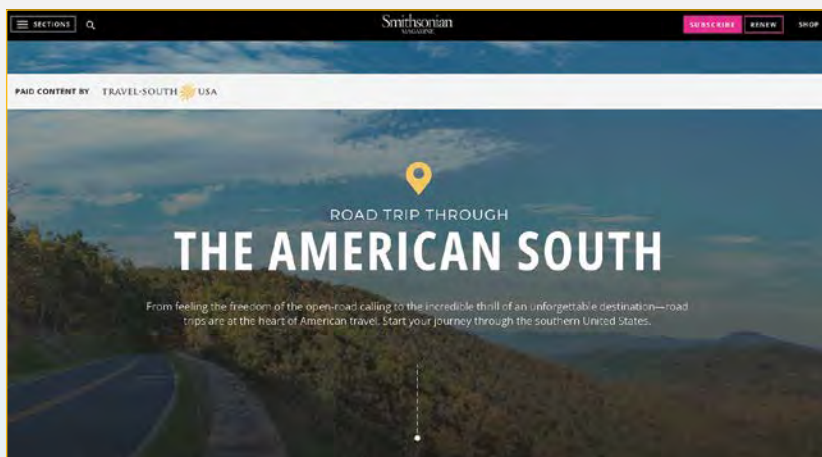 SECTIONS
Smithsonian
MAGAZINE
SUBSCRIBE
RENEW
SHOP
PAID CONTENT BY TRAVEL SOUTH USA
ROAD TRIP THROUGH
THE AMERICAN SOUTH
From feeling the freedom of the open-road calling to the incredible thrill of an unforgettable destination—road
trips are at the heart of American travel. Start your journey through the southern United States.